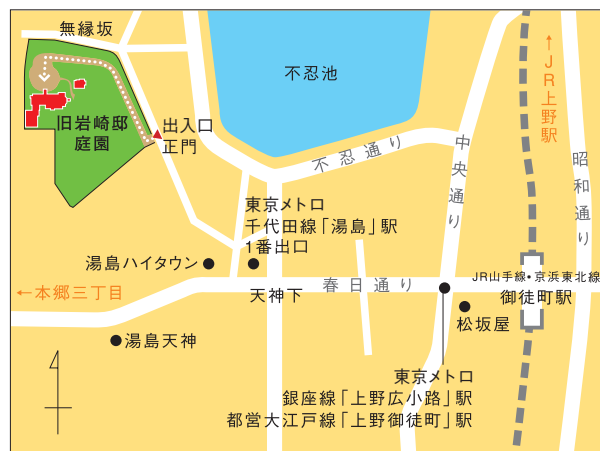 無縁坂
不忍池
↑JR上野駅
旧岩崎邸
庭園
出入口
正門
不忍通り
中央通り
昭和通り
東京メトロ
千代田線「湯島」駅
1番出口
湯島ハイタウン
←本郷三丁目
天神下
春日通り
JR山手線・京浜東北線
御徒町駅
松坂屋
湯島天神
東京メトロ
銀座線「上野広小路」駅
都営大江戸線「上野御徒町」駅